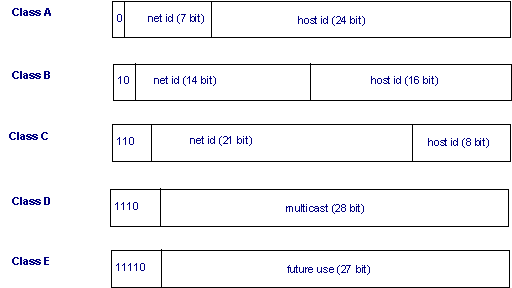 Class A 0 net id (7 bit) host id (24 bit)
Class B 10 net id (14 bit) host id (16 bit)
Class C 110 net id (21 bit) host id (8 bit)
Class D 1110 multicast (28 bit)
Class E 11110 future use (27 bit)